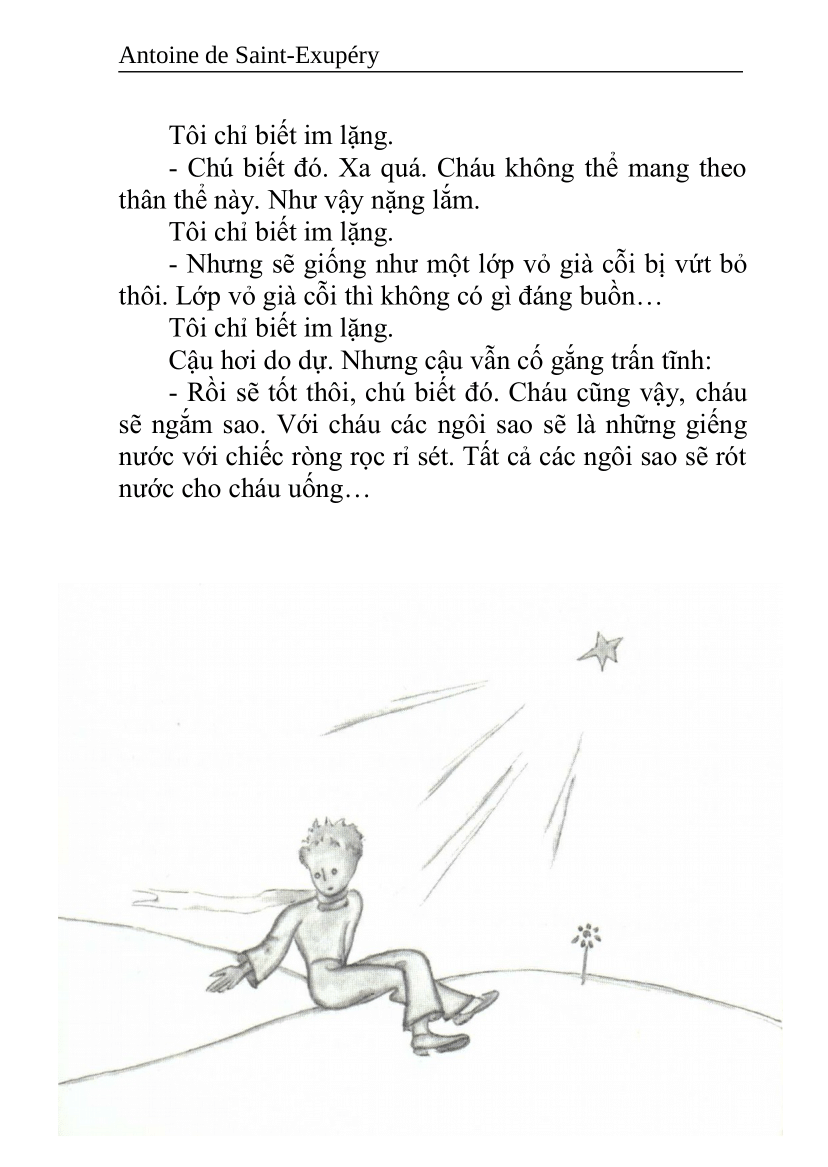 Antoine de Saint-Exupéry
Tôi chỉ biết im lặng.
- Chú biết đó. Xa quá. Cháu không thể mang theo
thân thể này. Như vậy nặng lắm.
Tôi chỉ biết im lặng.
- Nhưng sẽ giống như một lớp vỏ già cỗi bị vứt bỏ
thôi. Lớp vỏ già cỗi thì không có gì đáng buồn…
Tôi chỉ biết im lặng.
Cậu hơi do dự. Nhưng cậu vẫn cố gắng trấn tĩnh:
- Rồi sẽ tốt thôi, chú biết đó. Cháu cũng vậy, cháu
sẽ ngắm sao. Với cháu các ngôi sao sẽ là những giếng
nước với chiếc ròng rọc rỉ sét. Tất cả các ngôi sao sẽ rót
nước cho cháu uống…